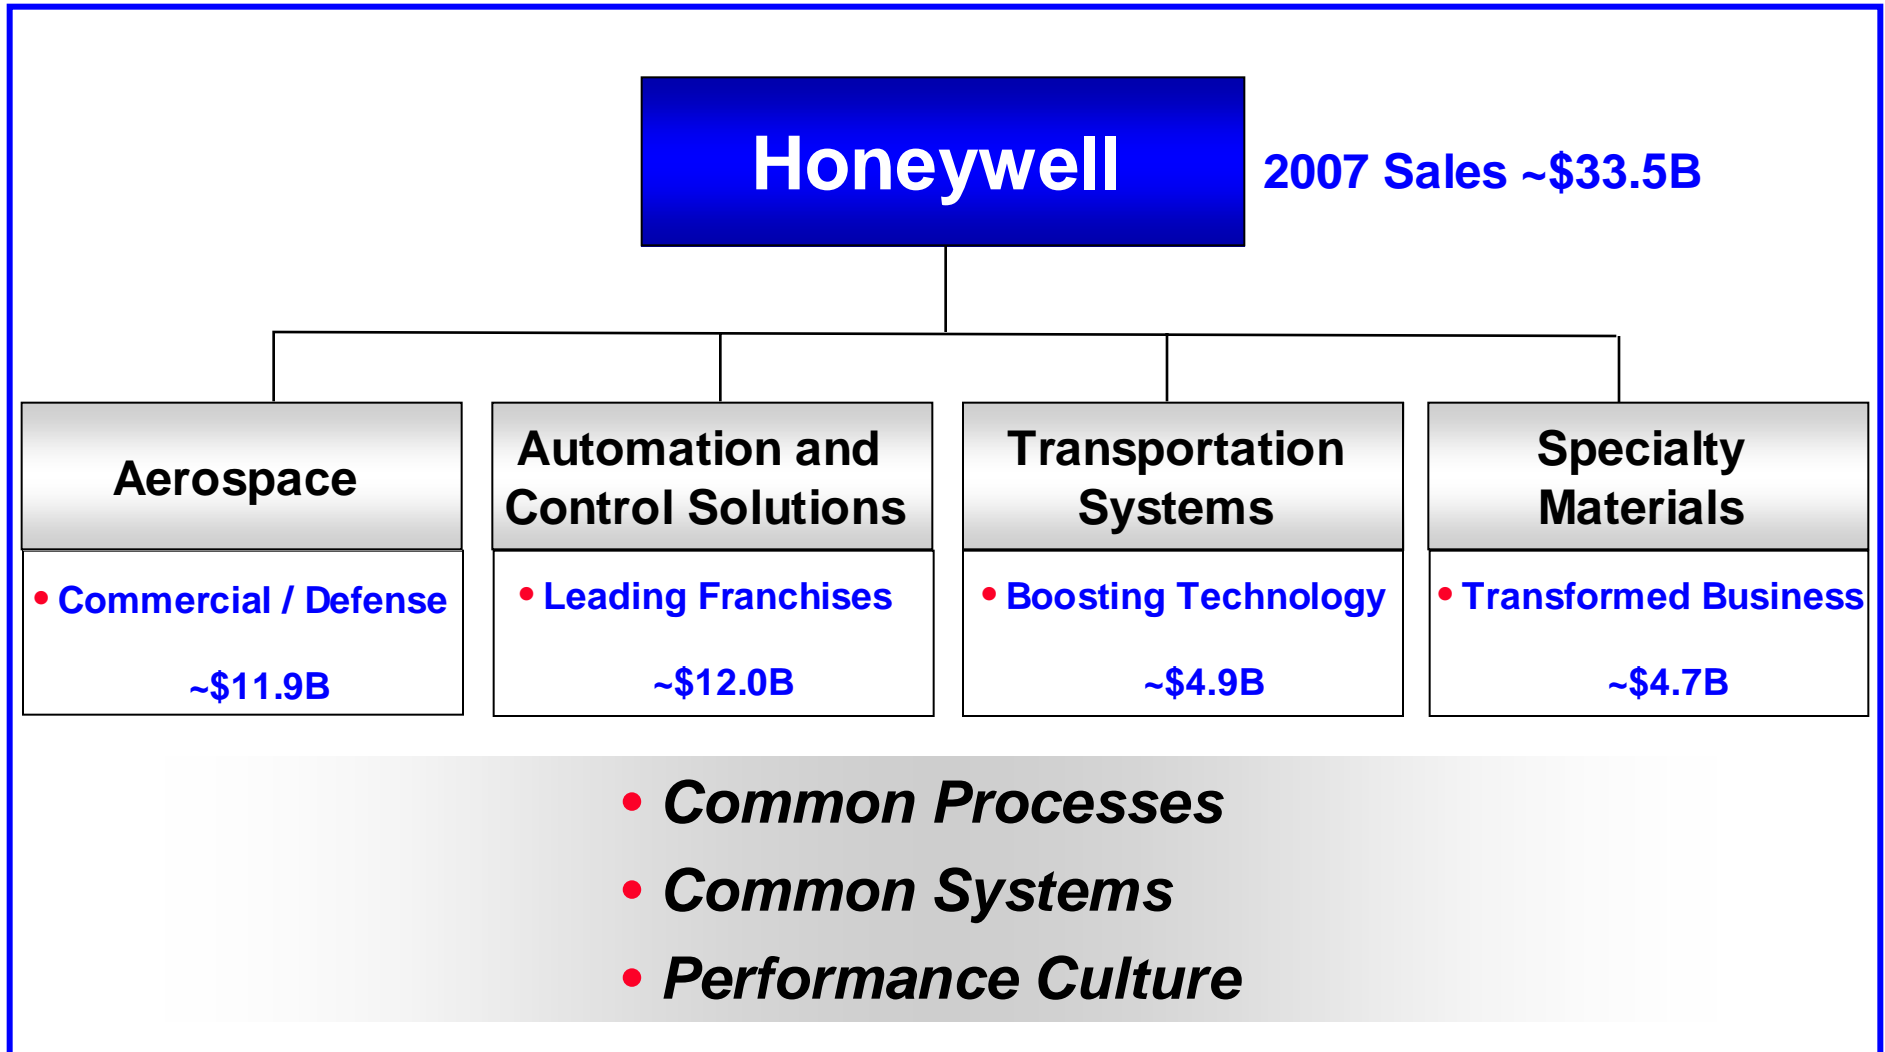 Honeywell
2007 Sales ~$33.5B
Aerospace
• Commercial / Defense
~$11.9B
Automation and
Control Solutions
• Leading Franchises
~$12.0B
Transportation
Systems
• Boosting Technology
~$4.9B
Specialty
Materials
• Transformed Business
~$4.7B
• Common Processes
• Common Systems
• Performance Culture